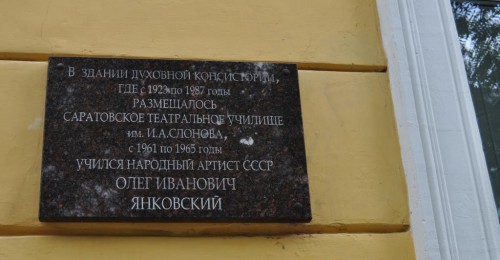 В ЗДАНИИ ДУХОВНОЙ КОНСИСТОРИИ,
ГДЕ с 1923 по 1987 годы
РАЗМЕЩАЛОСЬ
САРАТОВСКОЕ ТЕАТРАЛЬНОЕ УЧИЛИЩЕ
им. И.А.СЛОНОВА,
с 1961 по 1965 годы
УЧИЛСЯ НАРОДНЫЙ АРТИСТ СССР
ОЛЕГ ИВАНОВИЧ
ЯНКОВСКИЙ